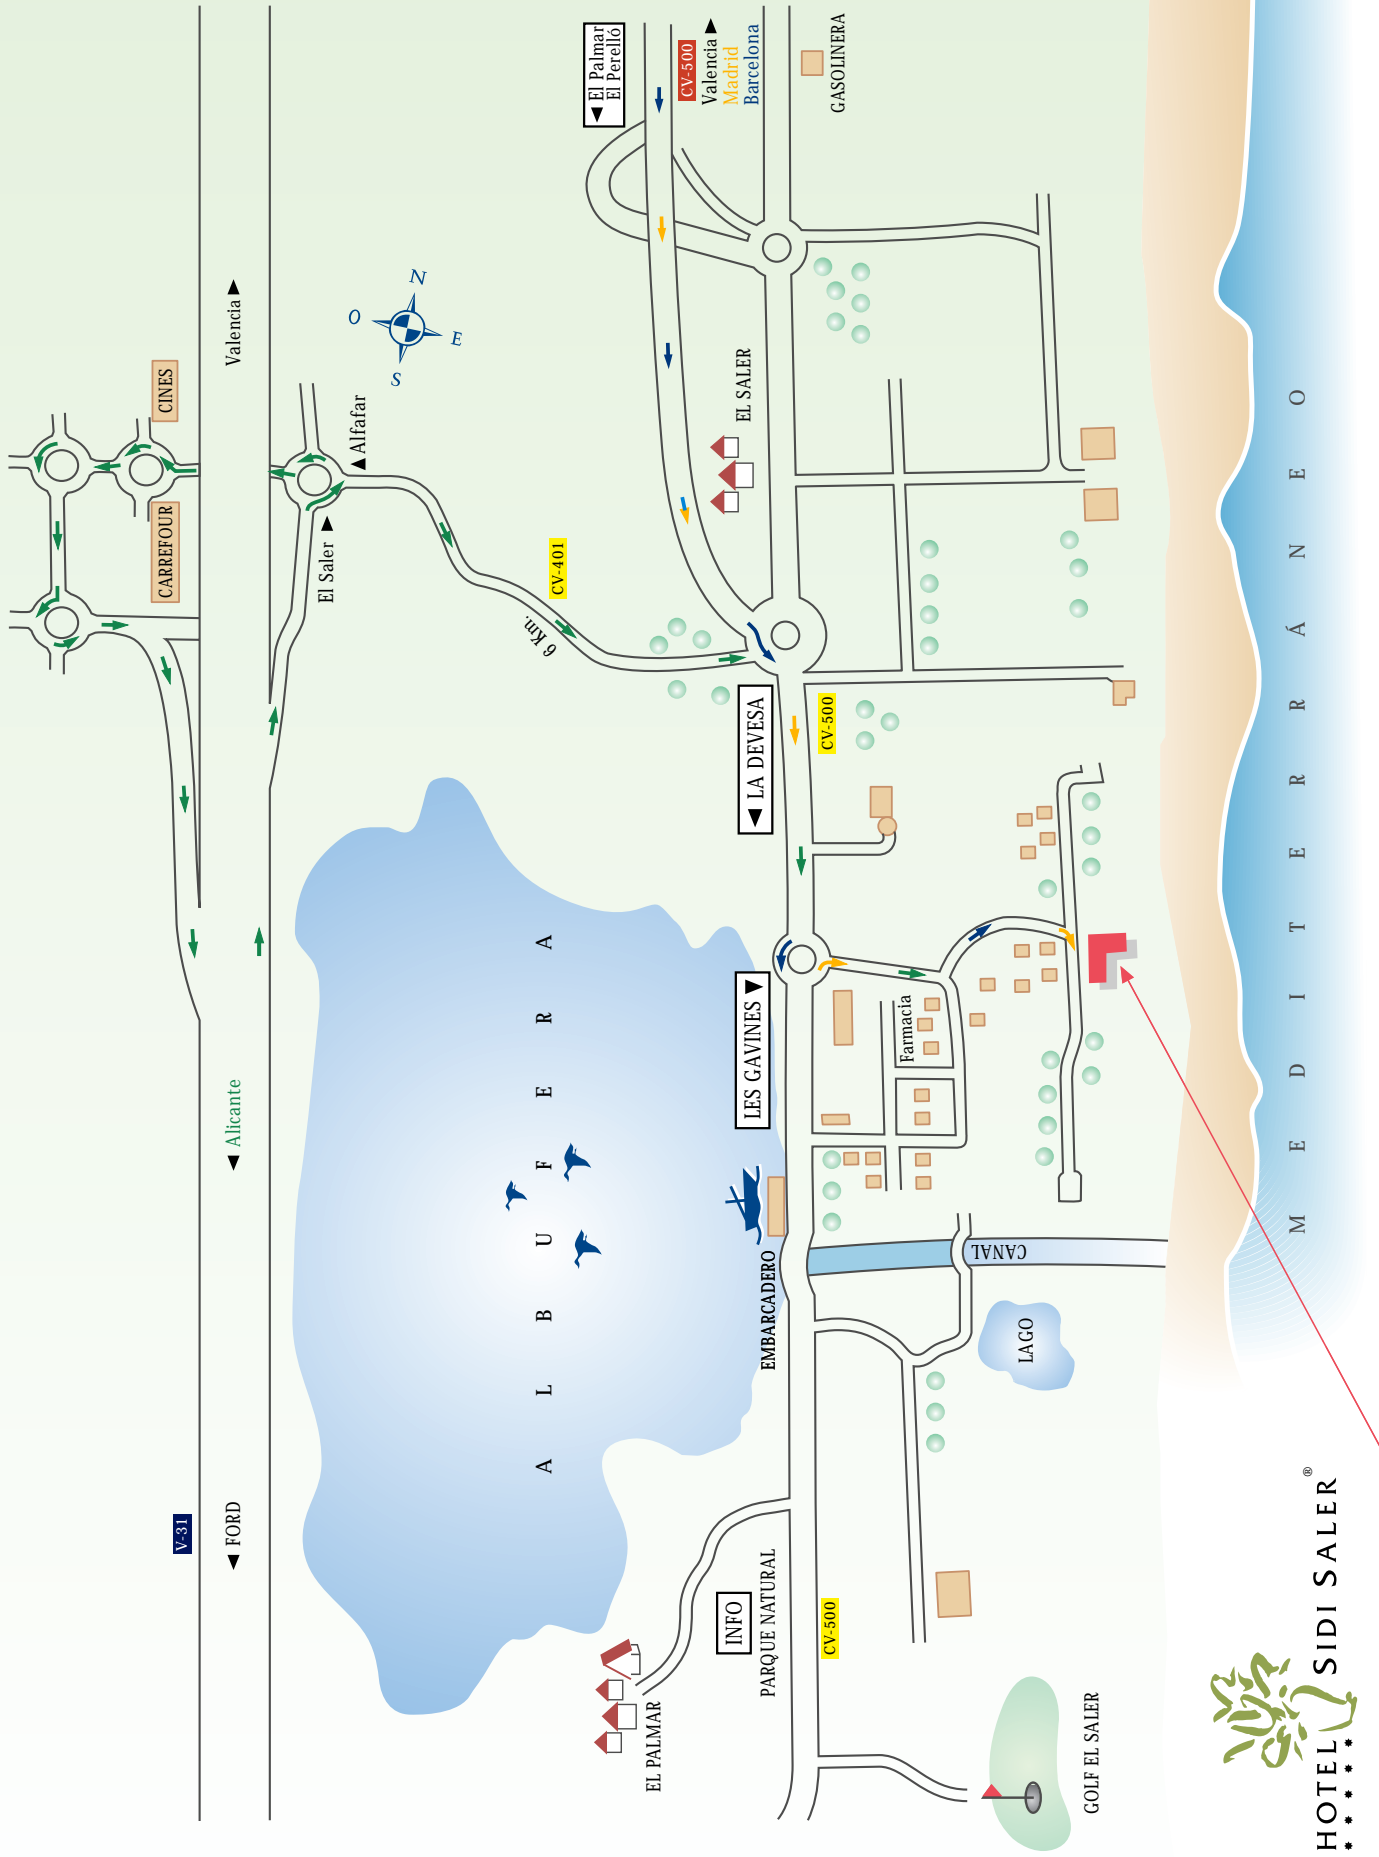 ◄ El Palmar
El Perelló
CV-500
Valencia ►
Madrid
Barcelona
GASOLINERA
Valencia ►
CINES
CARREFOUR
▲ Alfafar
El Saler ►
N
O
E
S
CV-401
6 Km.
EL SALER
◄ LA DEVESA
CV-500
LES GAVINES ▼
Farmacia
◄ Alicante
ALBUFERA
EMBARCADERO
CANAL
LAGO
V-31
◄ FORD
INFO
PARQUE NATURAL
CV-500
EL PALMAR
GOLF EL SALER
MEDITERRÁNEO
HOTEL SIDI SALER ®